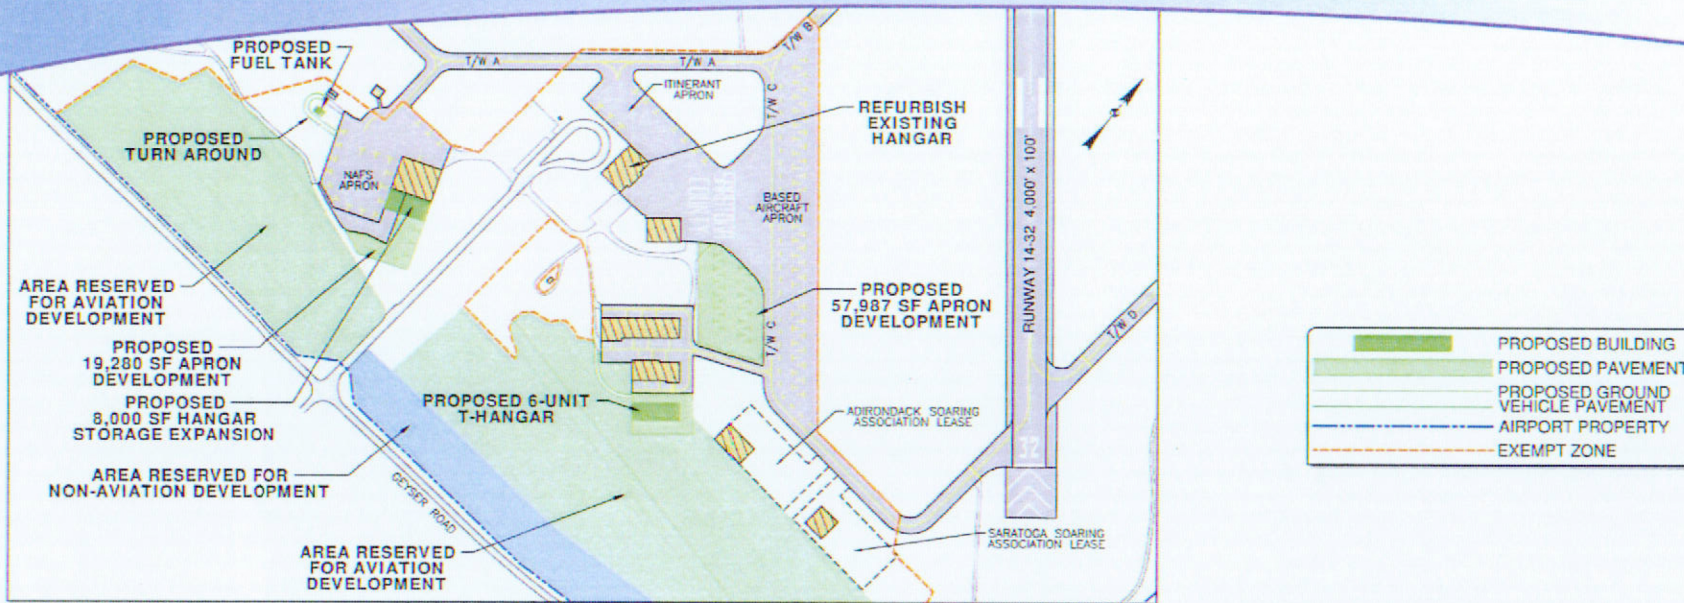 PROPOSED
FUEL TANK
T/W A
T/W A
T/W B
ITINERANT
APRON
T/W C
REFURBISH
EXISTING
HANGAR
PROPOSED
TURN AROUND
NAFS
APRON
BASED
AIRCRAFT
APRON
RUNWAY 14-32 4,000' x 100'
N
AREA RESERVED
FOR AVIATION
DEVELOPMENT
PROPOSED
57,987 SF APRON
DEVELOPMENT
T/W C
T/W D
PROPOSED
19,280 SF APRON
DEVELOPMENT
PROPOSED
8,000 SF HANGAR
STORAGE EXPANSION
PROPOSED 6-UNIT
T-HANGAR
ADIRONDACK SOARING
ASSOCIATION LEASE
32
AREA RESERVED FOR
NON-AVIATION DEVELOPMENT
GEYSER ROAD
SARATOGA SOARING
ASSOCIATION LEASE
AREA RESERVED
FOR AVIATION
DEVELOPMENT
PROPOSED BUILDING
PROPOSED PAVEMENT
PROPOSED GROUND
VEHICLE PAVEMENT
AIRPORT PROPERTY
EXEMPT ZONE